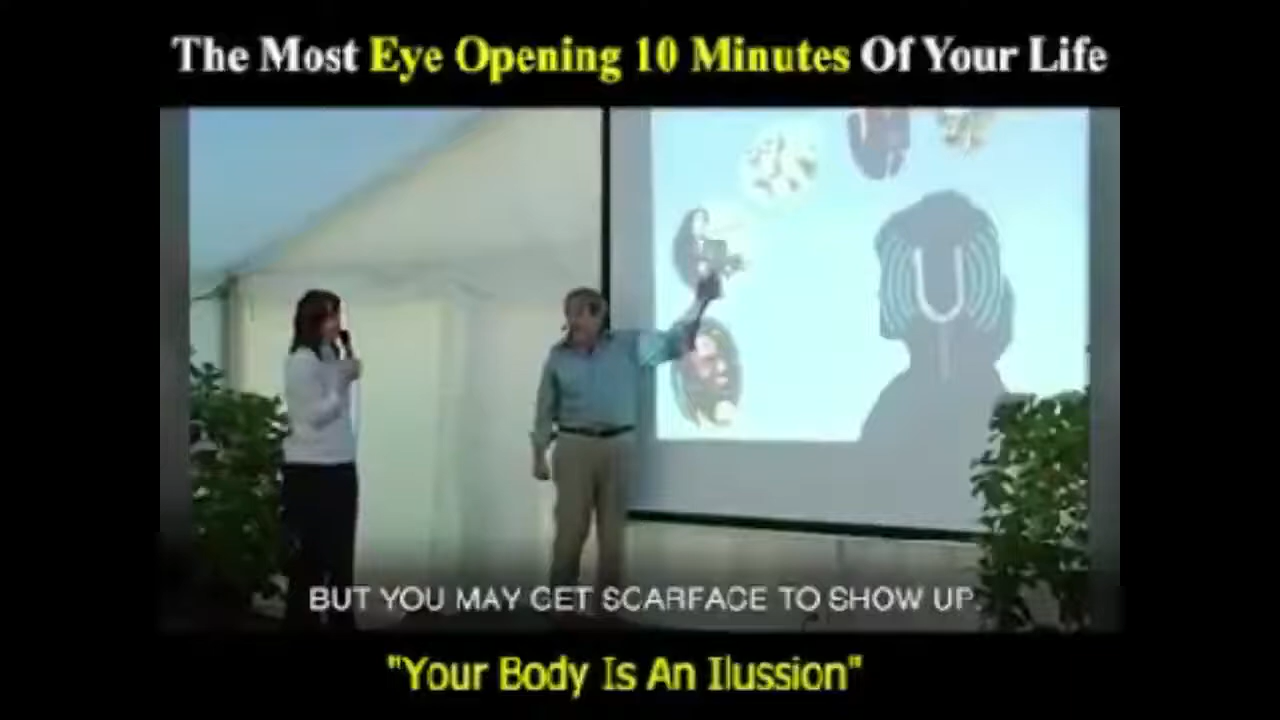 The Most Eye Opening 10 Minutes Of Your Life
BUT YOU MAY GET SCARFACE TO SHOW UP.
"Your Body Is An Ilussion"